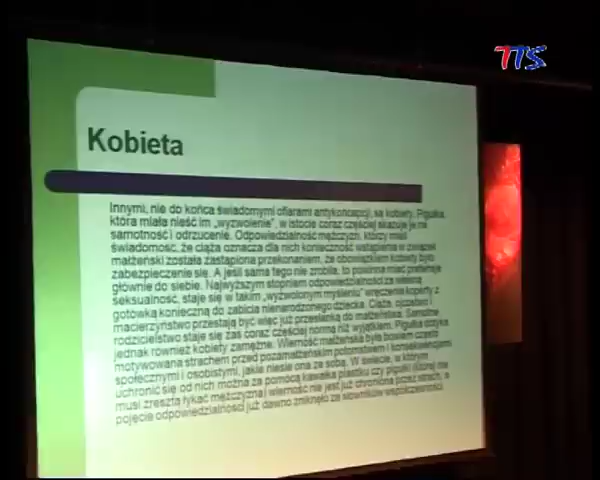 TTS
Kobieta
Innymi, nie do końca świadomymi ofiarami antykoncepcji, są kobiety. Pigułka,
która miała nieść im „wyzwolenie”, w istocie coraz częściej skazuje je na
samotność i odrzucenie. Odpowiedzialność mężczyzn, którzy mieli
świadomość, że ciąża oznacza dla nich konieczność wstąpienia w związek
małżeński została zastąpiona przekonaniem, że obowiązkiem kobiety było
zabezpieczenie się. A jeśli sama tego nie zrobiła, to powinna mieć pretensje
głównie do siebie. Najwyższym stopniem odpowiedzialności za własną
seksualność, staje się w takim „wyzwolonym myśleniu” wręczenie koperty z
gotówką konieczną do zabicia nienarodzonego dziecka. Ciąża, ojcostwo i
macierzyństwo przestają być więc już przesłanką do małżeństwa. Samotne
rodzicielstwo staje się zaś coraz częściej normą niż wyjątkiem. Pigułka dotyka
jednak również kobiety zamężne. Wierność małżeńska była bowiem często
motywowana strachem przed pozamałżeńskim potomstwem i konsekwencjami
społecznymi i osobistymi, jakie niesie ona za sobą. W świecie, w którym
uchronić się od nich można za pomocą kawałka plastiku czy pigułki (której nie
musi zresztą łykać mężczyzna) wierność nie jest już chroniona przez strach, a
pojęcie odpowiedzialności już dawno zniknęło ze słowników współczesności.